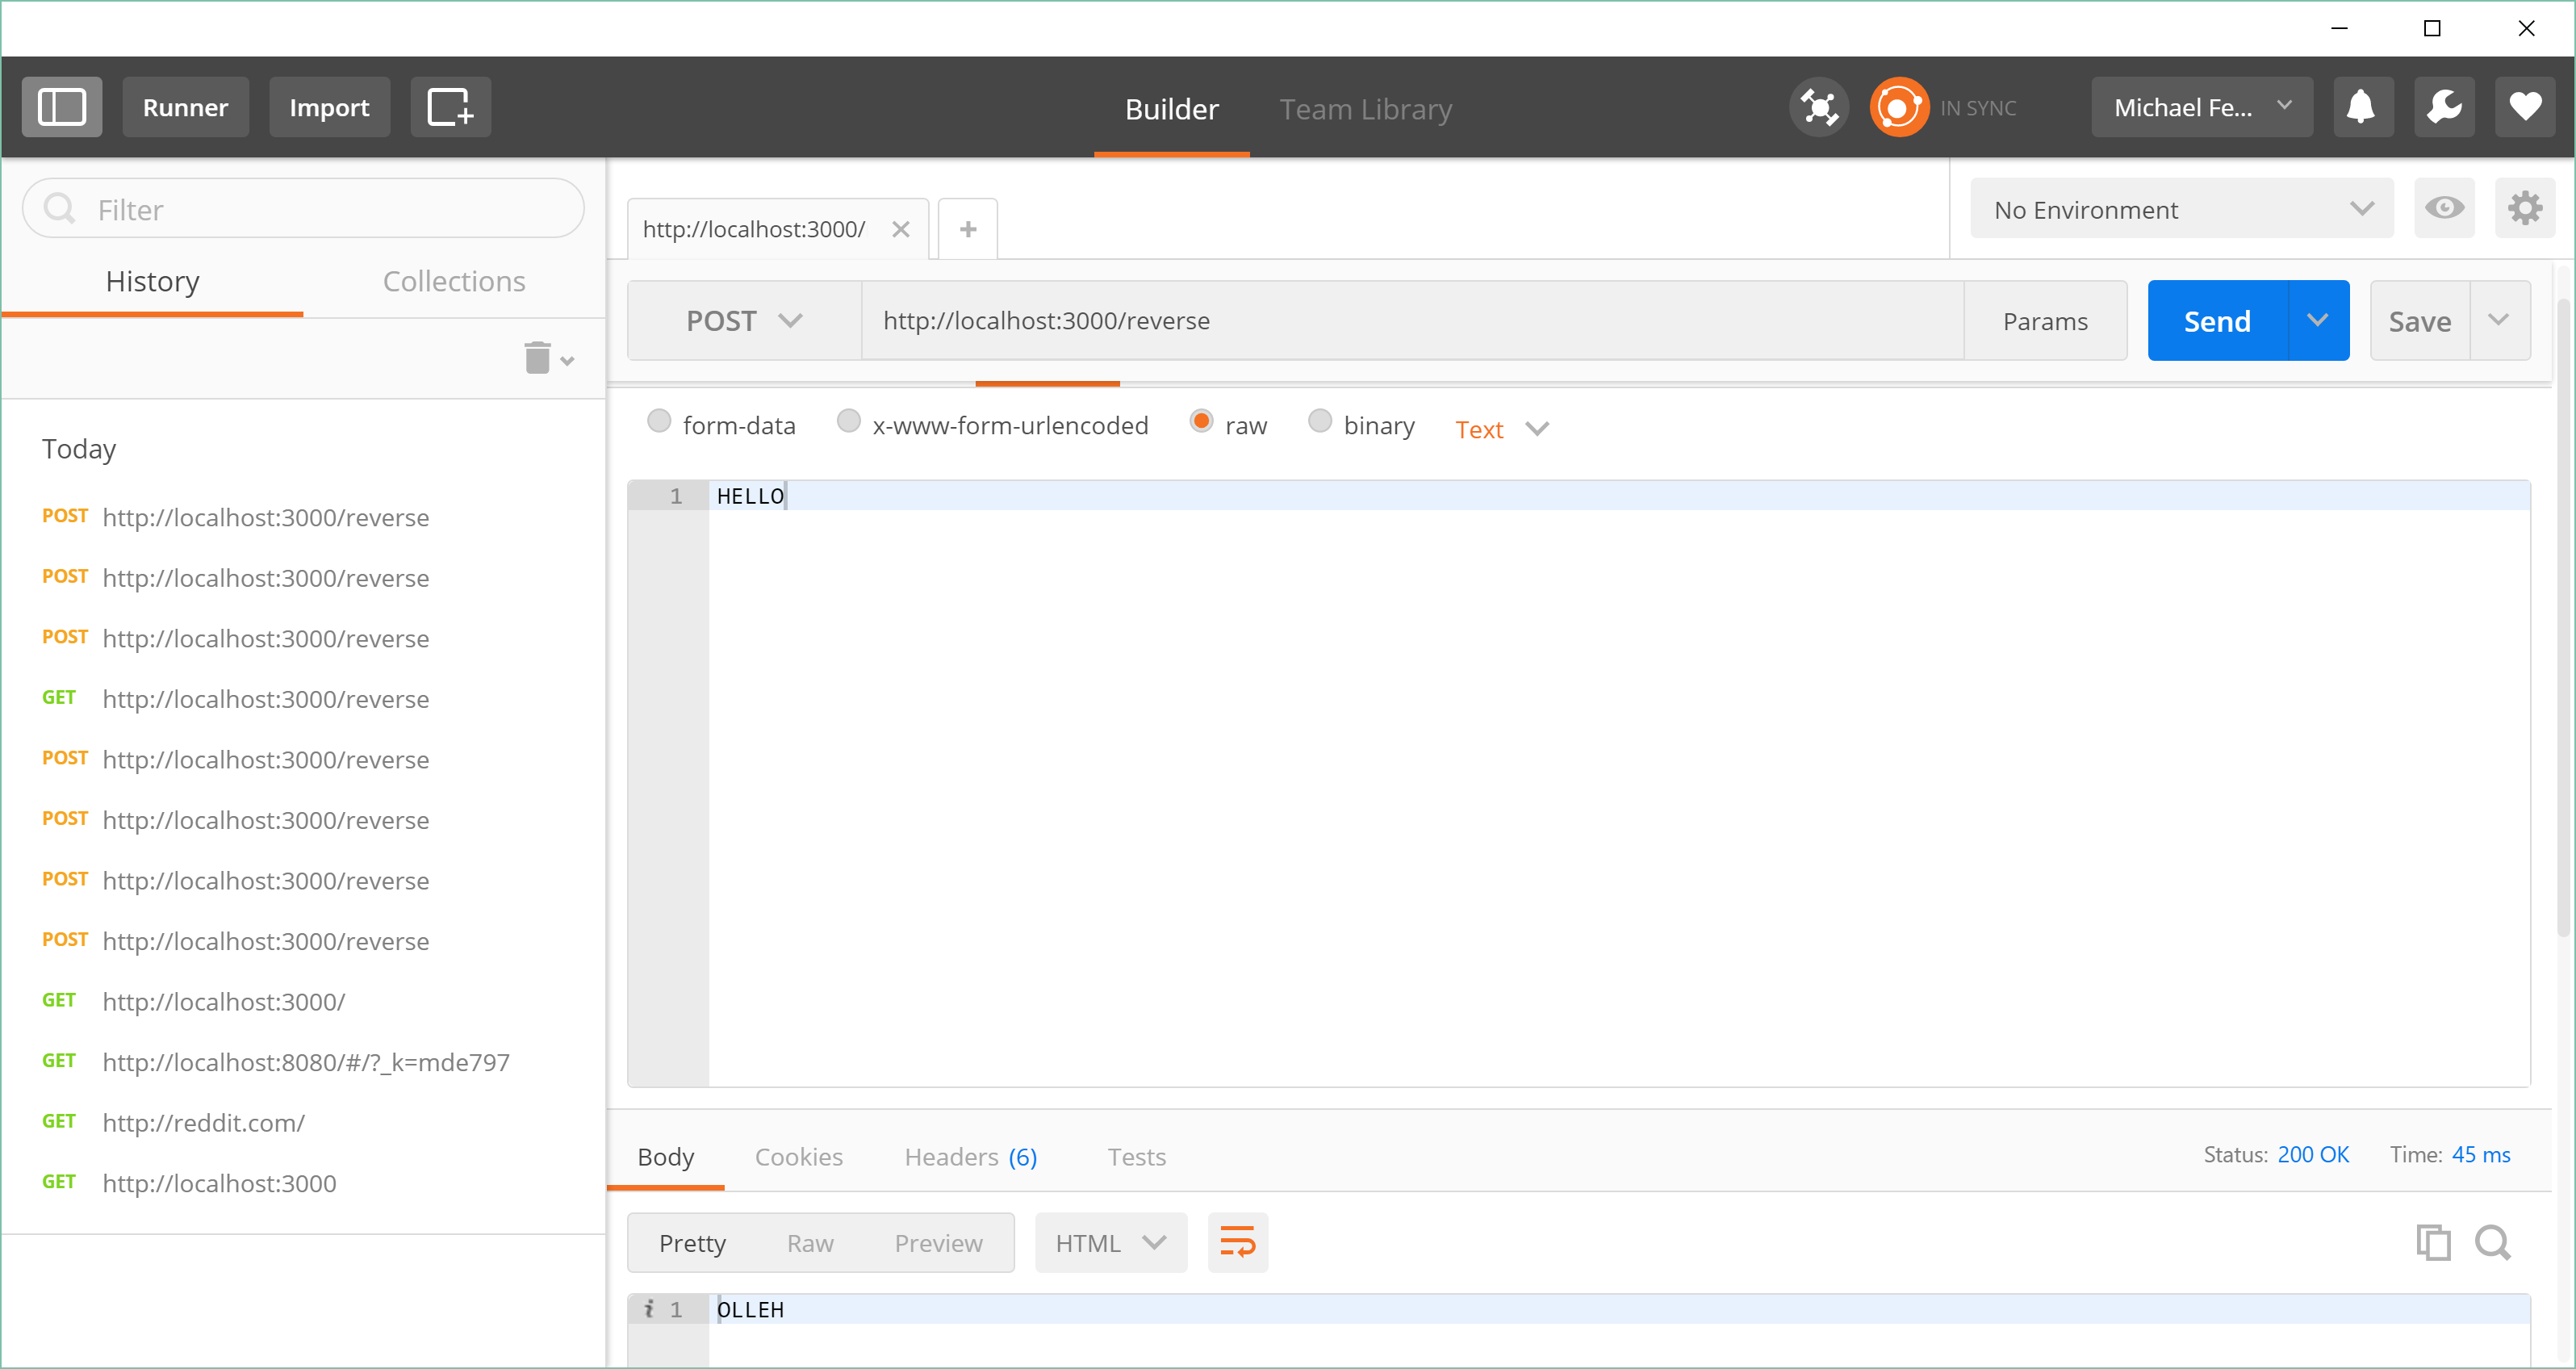 Runner Import Builder Team Library IN SYNC Michael Fe...
Filter
History Collections
Today
POST http://localhost:3000/reverse
POST http://localhost:3000/reverse
POST http://localhost:3000/reverse
GET http://localhost:3000/reverse
POST http://localhost:3000/reverse
POST http://localhost:3000/reverse
POST http://localhost:3000/reverse
POST http://localhost:3000/reverse
GET http://localhost:3000/
GET http://localhost:8080/#/?_k=mde797
GET http://reddit.com/
GET http://localhost:3000
http://localhost:3000/ No Environment
POST http://localhost:3000/reverse Params Send Save
form-data x-www-form-urlencoded raw binary Text
1 HELLO
Body Cookies Headers (6) Tests Status: 200 OK Time: 45 ms
Pretty Raw Preview HTML
i 1 OLLEH